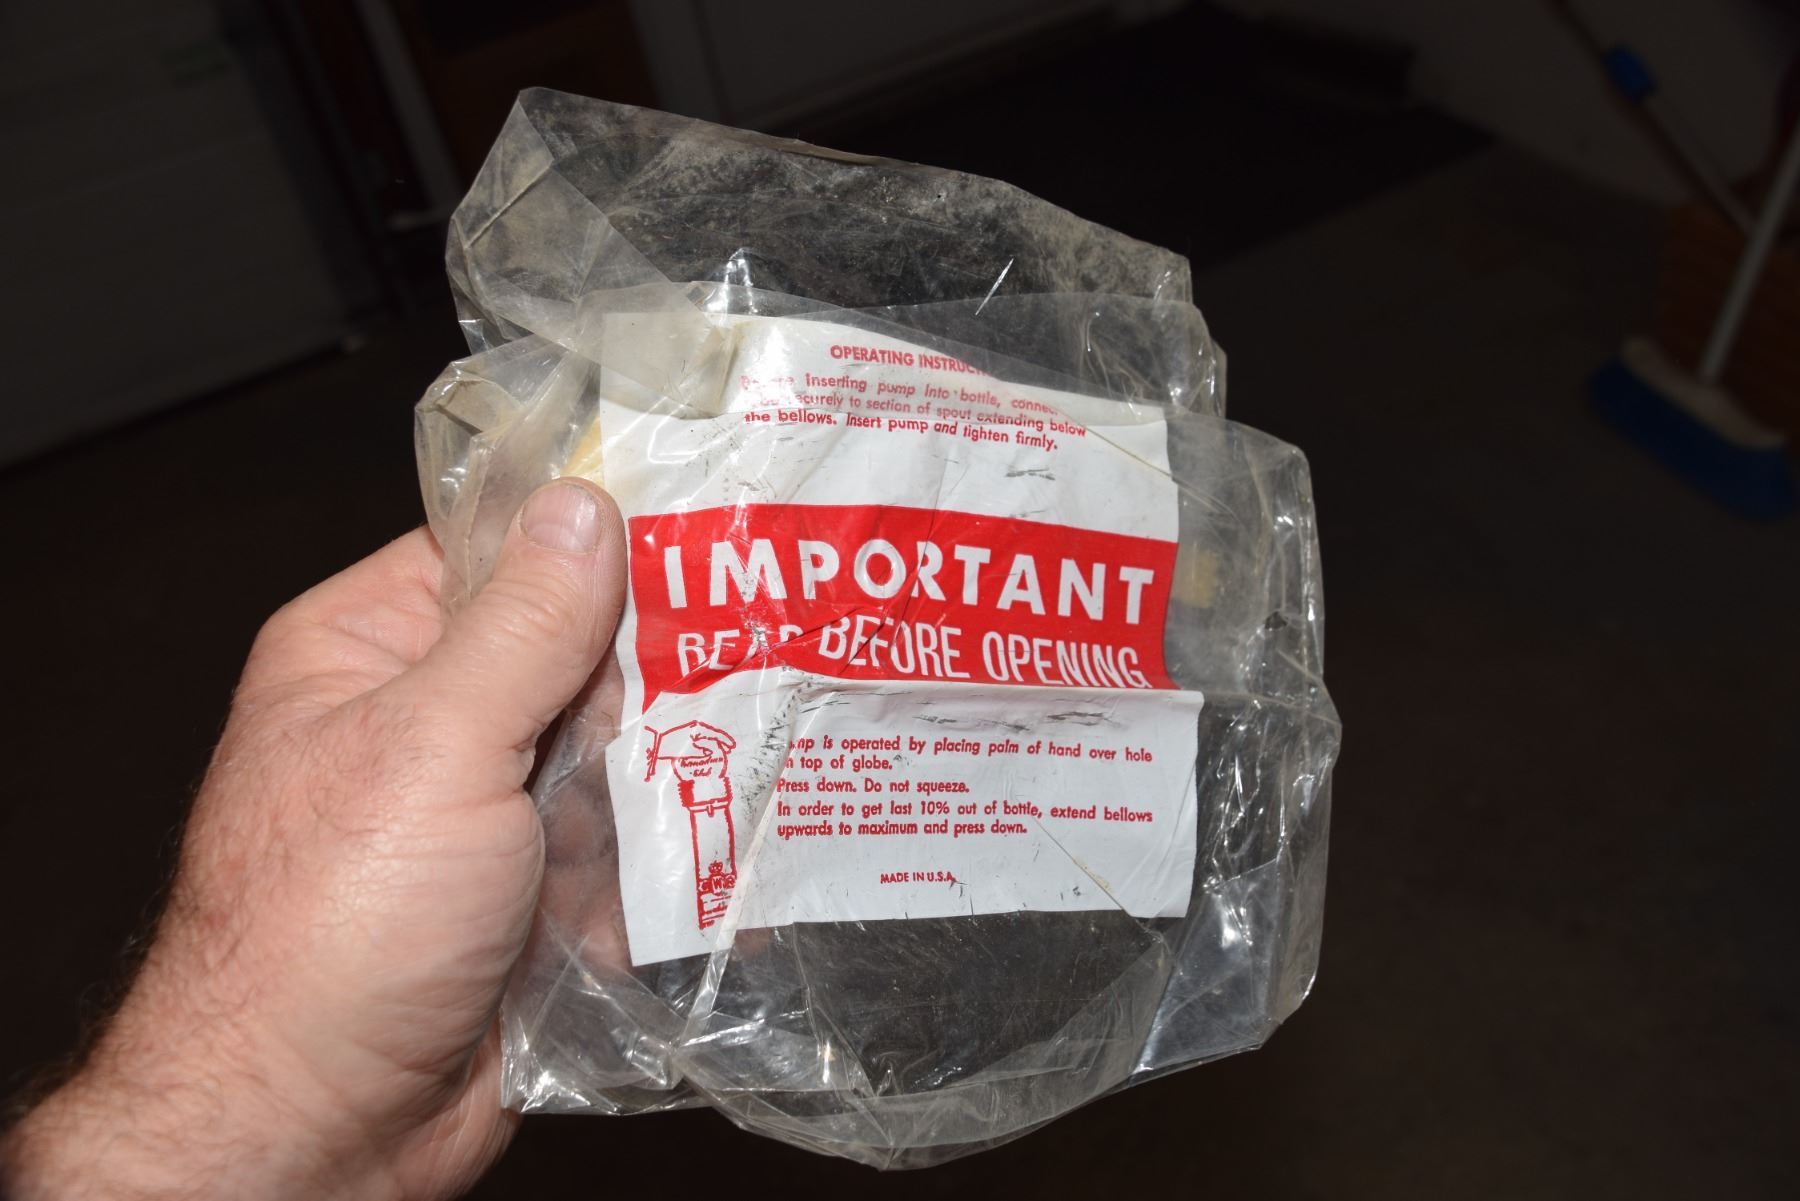 OPERATING
inserting pump into bottle,
securely to section of spout extending below
the bellows. Insert pump and tighten firmly.
IMPORTANT
READ BEFORE OPENING
is operated by placing palm of hand over hole
top of globe.
Press down. Do not squeeze.
In order to get last 10% out of bottle, extend bellows
upwards to maximum and press down.
Canadian
Club
MADE IN U.S.A.